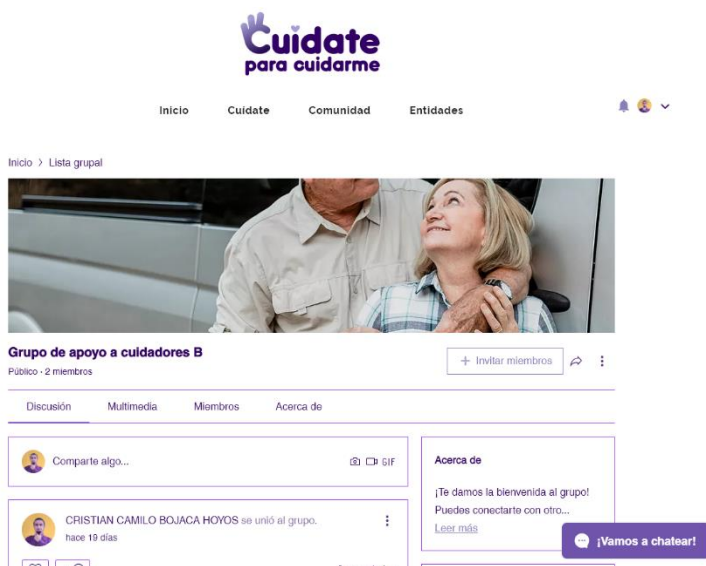 Cuídate
para cuidarme
Inicio Cuídate Comunidad Entidades
Inicio > Lista grupal
Grupo de apoyo a cuidadores B
Público · 2 miembros
+ Invitar miembros
Discusión Multimedia Miembros Acerca de
Comparte algo...
GIF
Acerca de
¡Te damos la bienvenida al grupo!
Puedes conectarte con otro...
Leer más
CRISTIAN CAMILO BOJACA HOYOS se unió al grupo.
hace 19 días
¡Vamos a chatear!